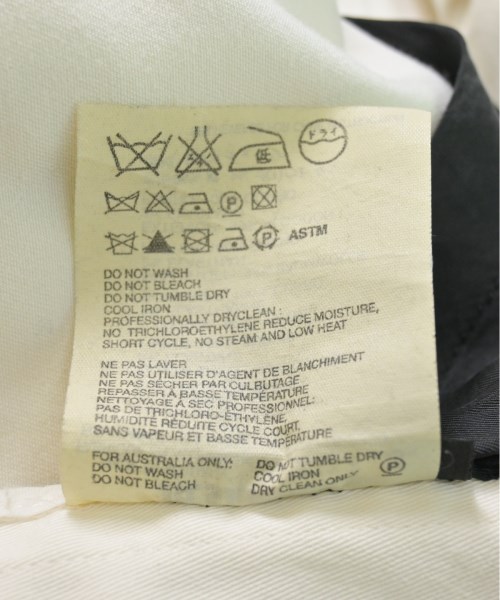 ドライ
低
P
P ASTM
DO NOT WASH
DO NOT BLEACH
DO NOT TUMBLE DRY
COOL IRON
PROFESSIONALLY DRYCLEAN :
NO TRICHLOROETHYLENE REDUCE MOISTURE,
SHORT CYCLE, NO STEAM AND LOW HEAT
NE PAS LAVER
NE PAS UTILISER D'AGENT DE BLANCHIMENT
NE PAS SÉCHER PAR CULBUTAGE
REPASSER À BASSE TEMPÉRATURE
NETTOYAGE À SEC PROFESSIONNEL:
PAS DE TRICHLORO-ÉTHYLÈNE,
HUMIDITÉ RÉDUITE CYCLE COURT,
SANS VAPEUR ET BASSE TEMPÉRATURE
FOR AUSTRALIA ONLY:
DO NOT WASH
DO NOT BLEACH
DO NOT TUMBLE DRY
COOL IRON
DRY CLEAN ONLY
P